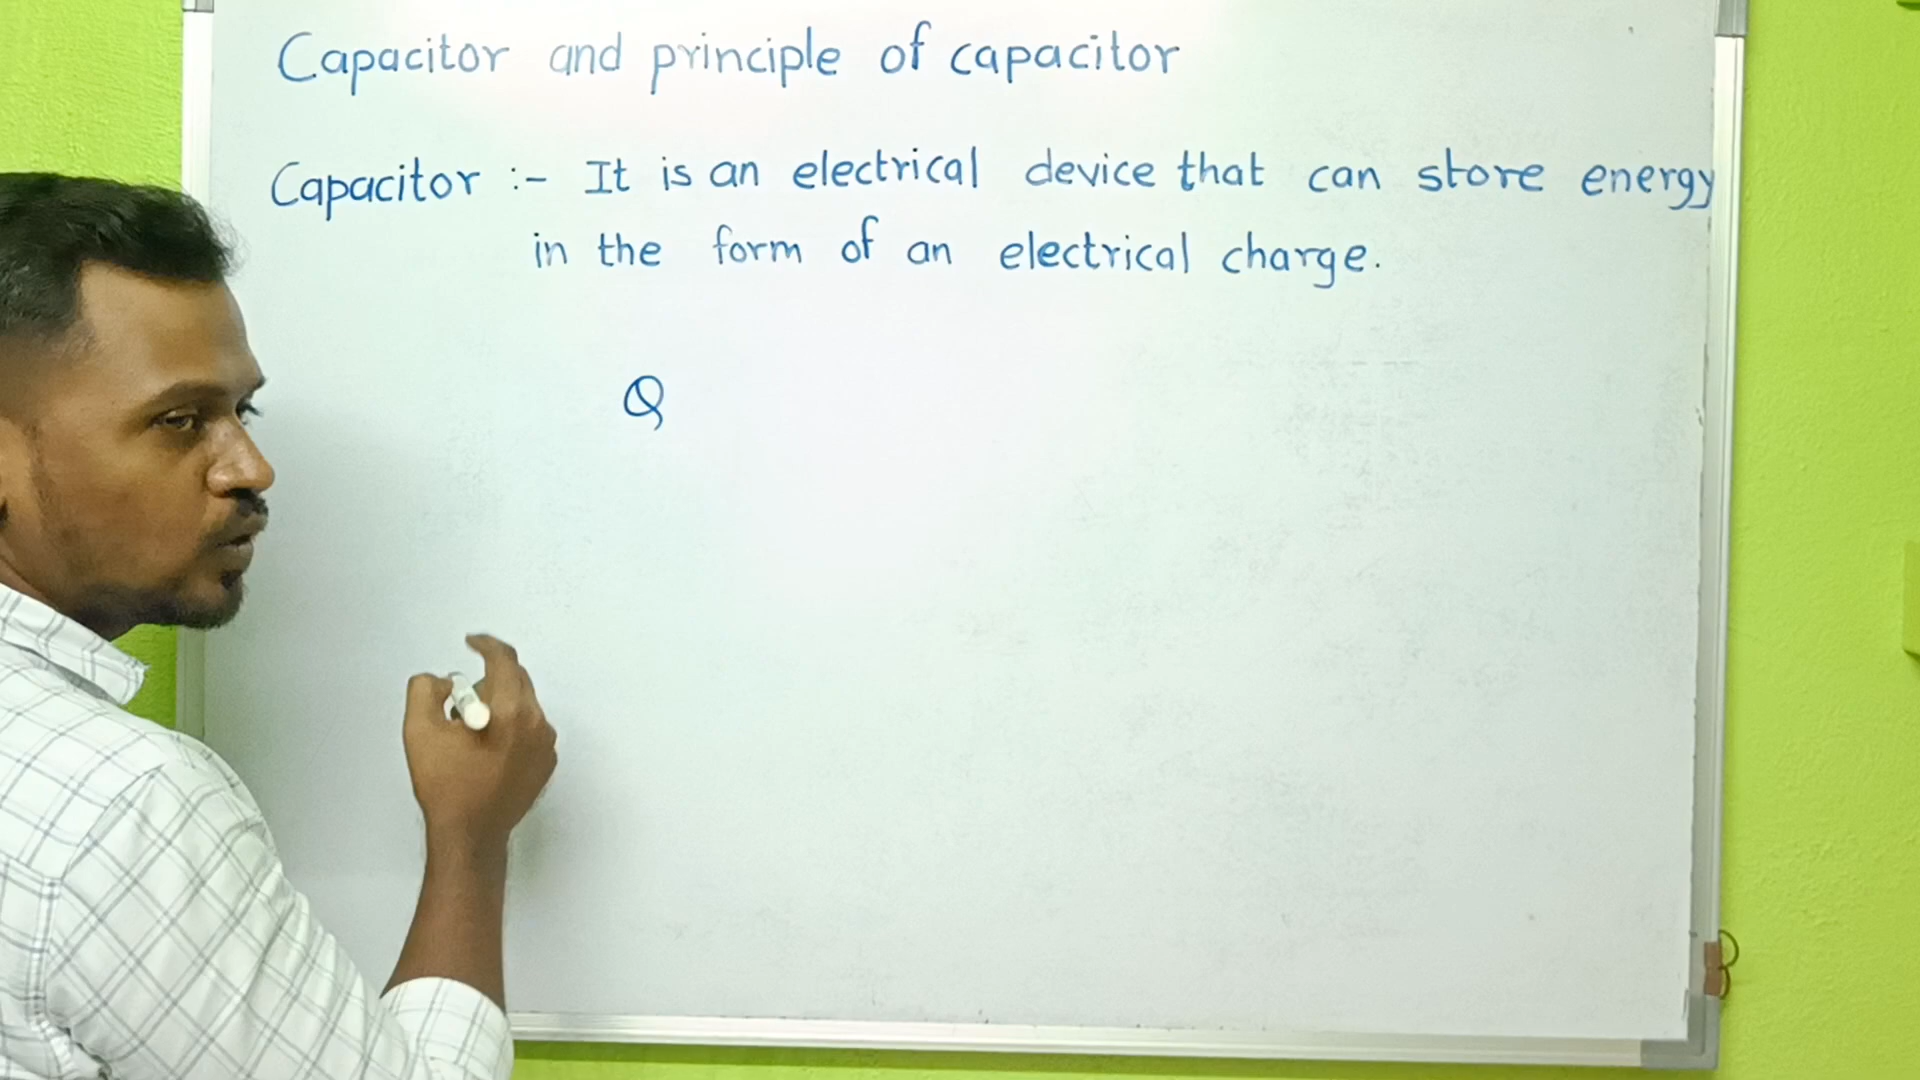 Capacitor and principle of capacitor
Capacitor :- It is an electrical device that can store energy
in the form of an electrical charge.
Q